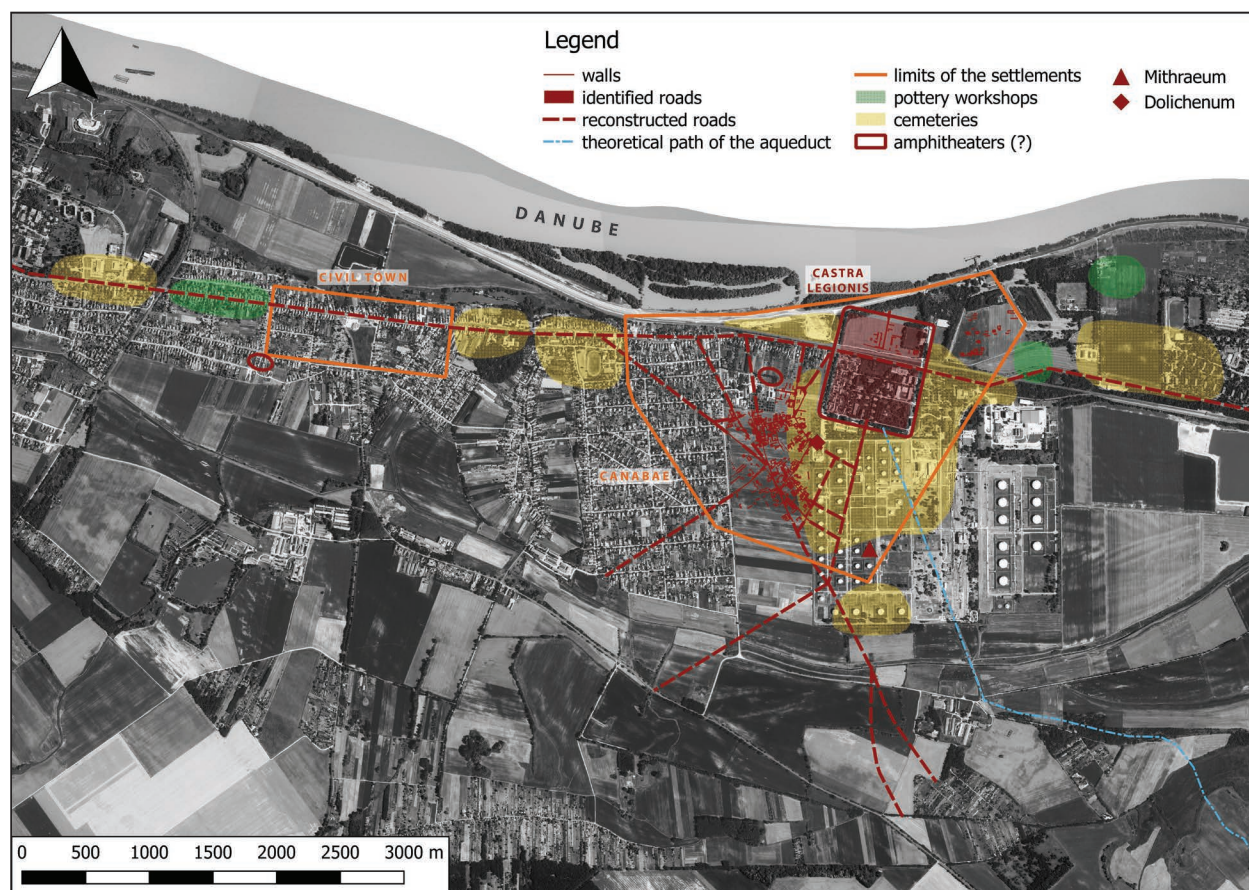 Legend
walls
identified roads
reconstructed roads
theoretical path of the aqueduct
limits of the settlements
pottery workshops
cemeteries
amphitheaters (?)
Mithraeum
Dolichenum
DANUBE
CIVIL TOWN
CASTRA
LEGIONIS
CANABAE
0 500 1000 1500 2000 3000 m